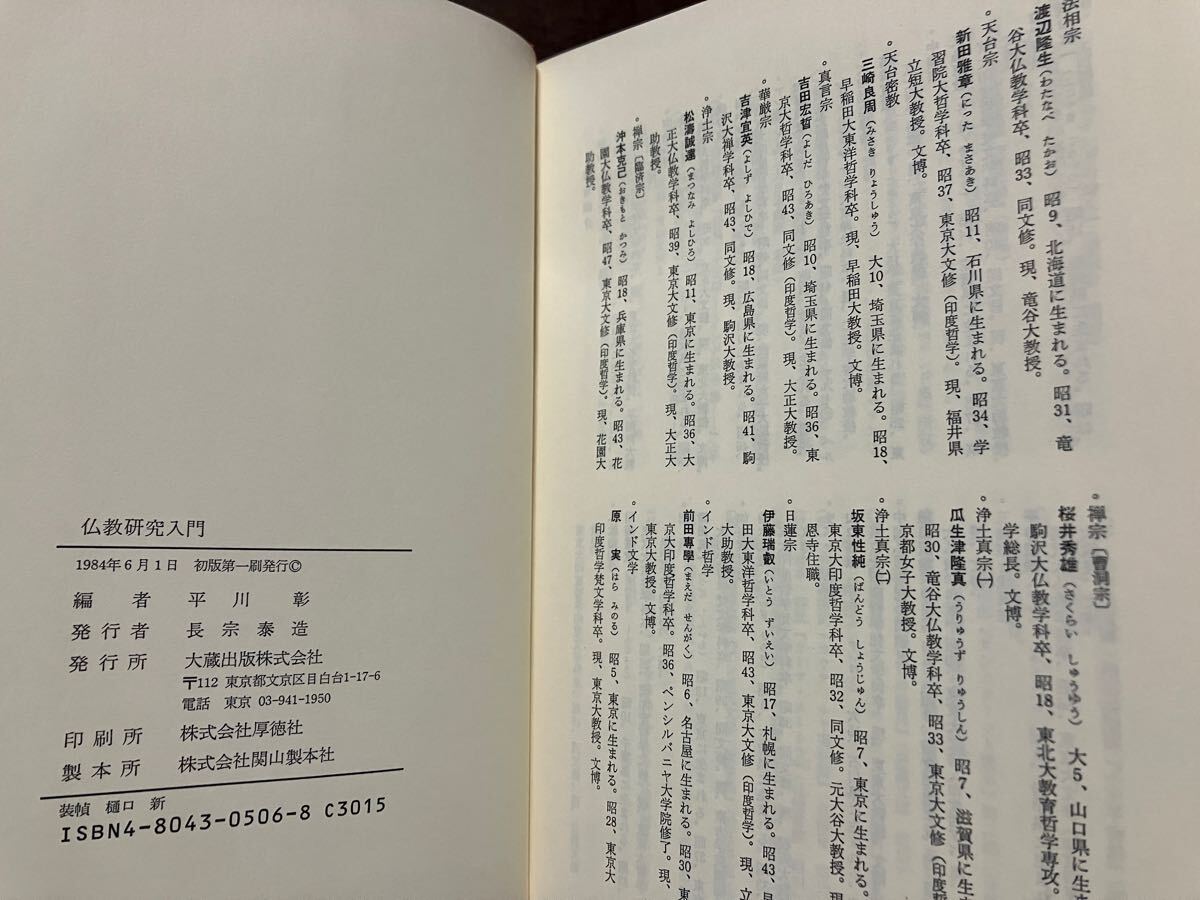 法相宗
渡辺隆生(わたなべ たかお) 昭9、北海道に生まれる。昭31、竜
谷大仏教学科卒、昭33、同文修。現、竜谷大教授。
。天台宗
新田雅章(にった まさあき) 昭11、石川県に生まれる。昭34、学
習院大哲学科卒、昭37、東京大文修(印度哲学)。現、福井県
立短大教授。文博。
。天台密教
三崎良周(みさき りょうしゅう) 大10、埼玉県に生まれる。昭18、
早稲田大東洋哲学科卒。現、早稲田大教授。文博。
。真言宗
吉田宏晢(よしだ ひろあき) 昭10、埼玉県に生まれる。昭36、東
京大哲学科卒、昭43、同文修(印度哲学)。現、大正大教授。
。華厳宗
吉津宜英(よしず よしひで) 昭18、広島県に生まれる。昭41、駒
沢大禅学科卒、昭43、同文修。現、駒沢大教授。
。浄土宗
松濤誠達(まつなみ よしひろ) 昭11、東京に生まれる。昭36、大
正大仏教学科卒、昭39、東京大文修(印度哲学)。現、大正大
助教授。
。禅宗〔臨済宗〕
沖本克己(おきもと かつみ) 昭18、兵庫県に生まれる。昭43、花
園大仏教学科卒、昭47、東京大文修(印度哲学)。現、花園大
助教授。
。禅宗〔曹洞宗〕
桜井秀雄(さくらい しゅうゆう) 大5、山口県に生ま
駒沢大仏教学科卒、昭18、東北大教育哲学専攻。
学総長。文博。
。浄土真宗㈠
瓜生津隆真(うりゅうず りゅうしん) 昭7、滋賀県に生
昭30、竜谷大仏教学科卒、昭33、東京大文修(印度
京都女子大教授。文博。
。浄土真宗㈡
坂東性純(ばんどう しょうじゅん) 昭7、東京に生まれる。
東京大印度哲学科卒、昭32、同文修。元大谷大教授。現
恩寺住職。
。日蓮宗
伊藤瑞叡(いとう ずいえい) 昭17、札幌に生まれる。昭43、早
田大東洋哲学科卒、昭43、東京大文修(印度哲学)。現、立
大助教授。
。インド哲学
前田専學(まえだ せんがく) 昭6、名古屋に生まれる。昭30、東
京大印度哲学科卒。昭36、ペンシルバニヤ大学院修了。現、
東京大教授。文博。
。インド文学
原 実(はら みのる) 昭5、東京に生まれる。昭28、東京大
印度哲学梵文学科卒。現、東京大教授。文博。
仏教研究入門
1984年6月1日 初版第一刷発行Ⓒ
編者 平川 彰
発行者 長宗泰造
発行所 大蔵出版株式会社
〒112 東京都文京区目白台1-17-6
電話 東京 03-941-1950
印刷所 株式会社厚徳社
製本所 株式会社関山製本社
装幀 樋口 新
ISBN4-8043-0506-8 C3015